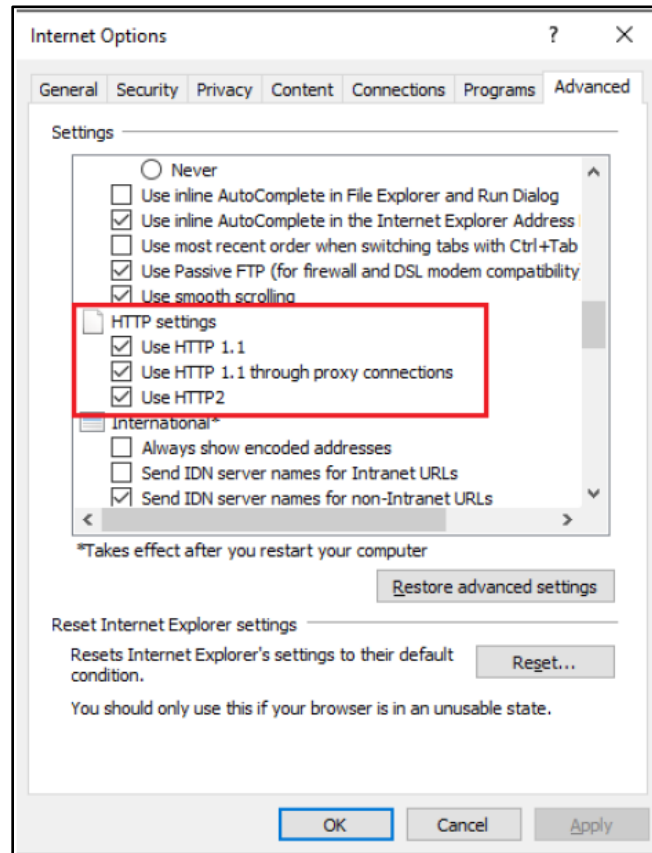 Internet Options
?
General
Security
Privacy
Content
Connections
Programs
Advanced
Settings
Never
Use inline AutoComplete in File Explorer and Run Dialog
Use inline AutoComplete in the Internet Explorer Address
Use most recent order when switching tabs with Ctrl+Tab
Use Passive FTP (for firewall and DSL modem compatibility
Use smooth scrolling
HTTP settings
Use HTTP 1.1
Use HTTP 1.1 through proxy connections
Use HTTP2
International*
Always show encoded addresses
Send IDN server names for Intranet URLs
Send IDN server names for non-Intranet URLs
*Takes effect after you restart your computer
Restore advanced settings
Reset Internet Explorer settings
Resets Internet Explorer's settings to their default
condition.
Reset...
You should only use this if your browser is in an unusable state.
OK
Cancel
Apply